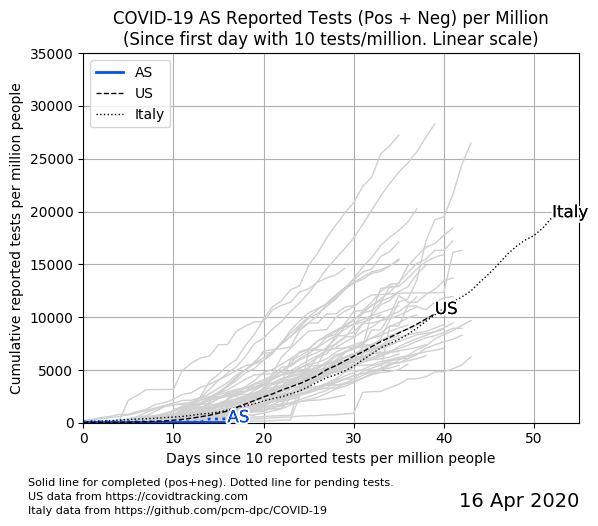 COVID-19 AS Reported Tests (Pos + Neg) per Million
(Since first day with 10 tests/million. Linear scale)
Cumulative reported tests per million people
35000
30000
25000
20000
15000
10000
5000
0
AS
US
Italy
Italy
US
AS
0
10
20
30
40
50
Days since 10 reported tests per million people
Solid line for completed (pos+neg). Dotted line for pending tests.
US data from https://covidtracking.com
Italy data from https://github.com/pcm-dpc/COVID-19
16 Apr 2020